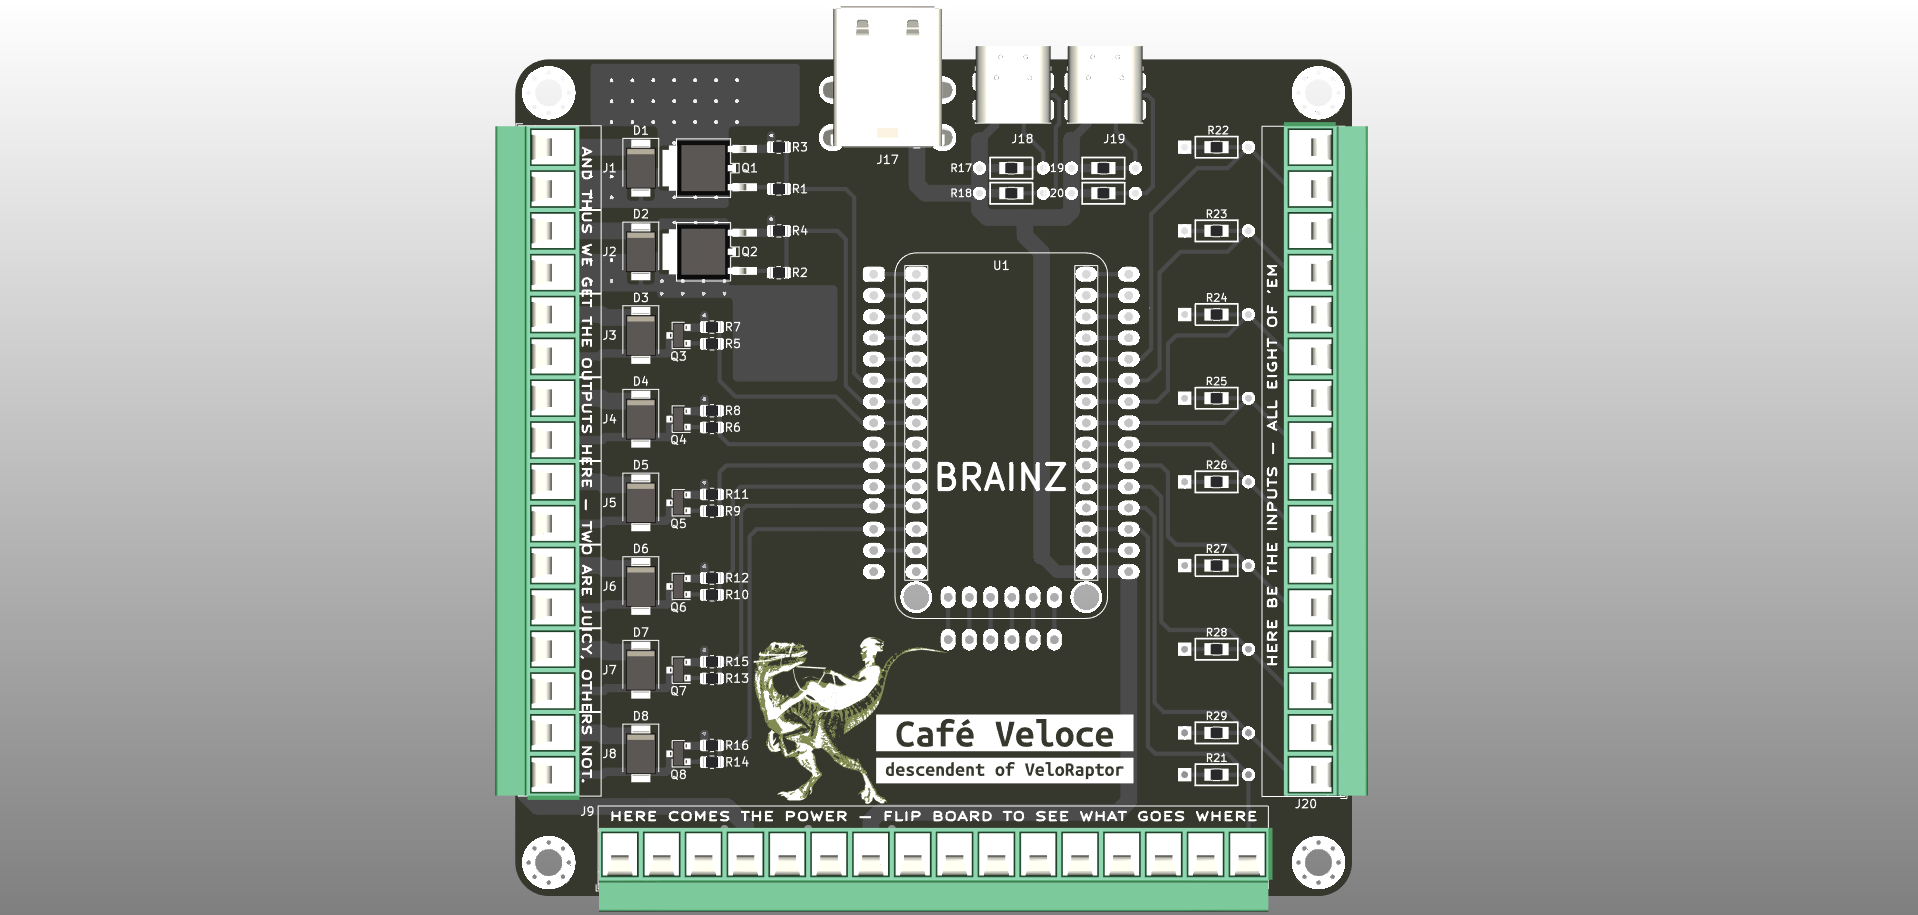 D1
J1
Q1
R3
R1
D2
J2
Q2
R4
R2
D3
J3
Q3
R7
R5
D4
J4
Q4
R8
R6
D5
J5
Q5
R11
R9
D6
J6
Q6
R12
R10
D7
J7
Q7
R15
R13
D8
J8
Q8
R16
R14
AND THUS WE GET THE OUTPUTS HERE – TWO ARE JUICY, OTHERS NOT.
J17
J18
J19
R17
19
R18
20
U1
BRAINZ
Café Veloce
descendent of VeloRaptor
R22
R23
R24
R25
R26
R27
R28
R29
R21
HERE BE THE INPUTS – ALL EIGHT OF 'EM
J20
J9
HERE COMES THE POWER – FLIP BOARD TO SEE WHAT GOES WHERE